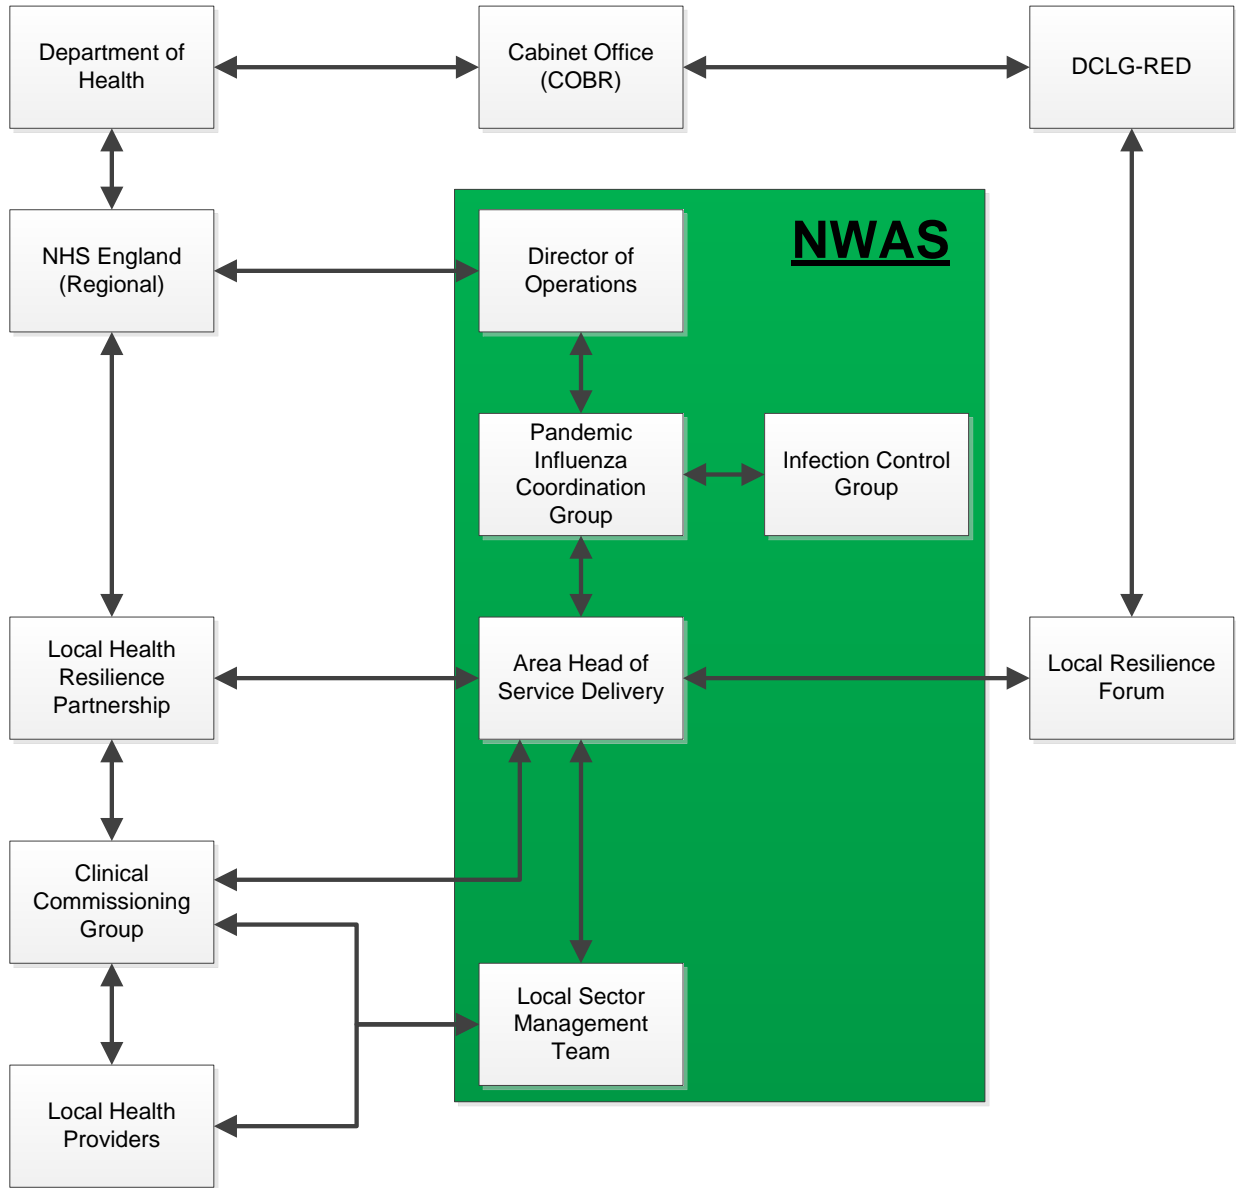 Department of
Health
Cabinet Office
(COBR)
DCLG-RED
NHS England
(Regional)
Director of
Operations
NWAS
Pandemic
Influenza
Coordination
Group
Infection Control
Group
Local Health
Resilience
Partnership
Area Head of
Service Delivery
Local Resilience
Forum
Clinical
Commissioning
Group
Local Sector
Management
Team
Local Health
Providers